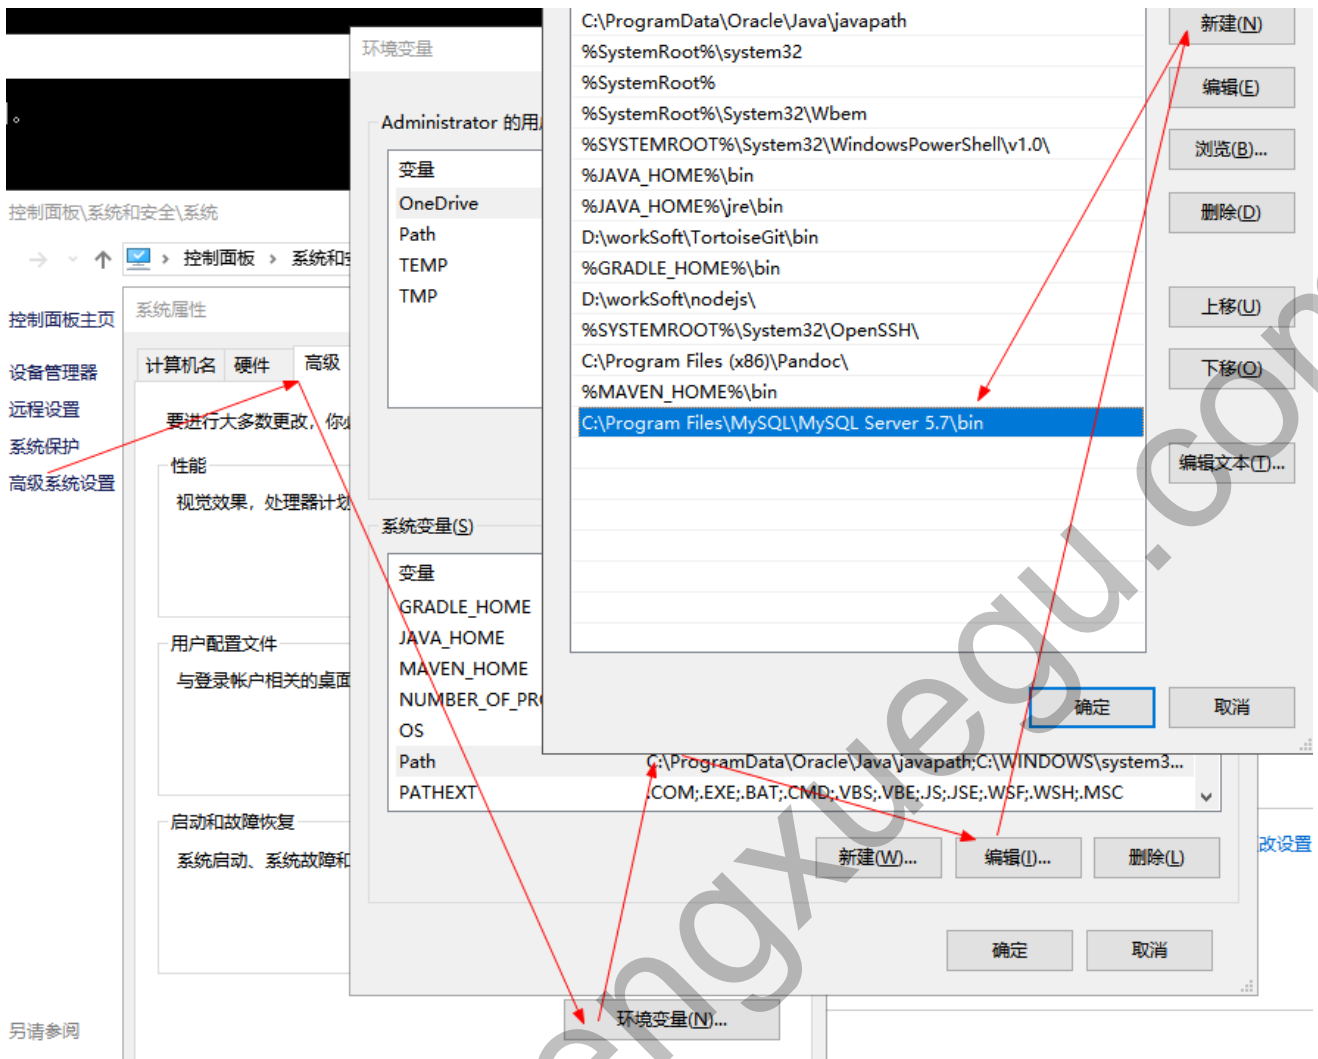 。
控制面板\系统和安全\系统
控制面板
系统和安
控制面板主页
设备管理器
远程设置
系统保护
高级系统设置
另请参阅
系统属性
计算机名
硬件
高级
要进行大多数更改，你必
性能
视觉效果，处理器计划
用户配置文件
与登录帐户相关的桌面
启动和故障恢复
系统启动、系统故障和
环境变量(N)...
环境变量
Administrator 的用户
变量
OneDrive
Path
TEMP
TMP
系统变量(S)
变量
GRADLE_HOME
JAVA_HOME
MAVEN_HOME
NUMBER_OF_PRO
OS
Path C:\ProgramData\Oracle\Java\javapath;C:\WINDOWS\system3...
PATHEXT .COM;.EXE;.BAT;.CMD;.VBS;.VBE;.JS;.JSE;.WSF;.WSH;.MSC
新建(W)...
编辑(I)...
删除(L)
确定
取消
改设置
C:\ProgramData\Oracle\Java\javapath
%SystemRoot%\system32
%SystemRoot%
%SystemRoot%\System32\Wbem
%SYSTEMROOT%\System32\WindowsPowerShell\v1.0\
%JAVA_HOME%\bin
%JAVA_HOME%\jre\bin
D:\workSoft\TortoiseGit\bin
%GRADLE_HOME%\bin
D:\workSoft\nodejs\
%SYSTEMROOT%\System32\OpenSSH\
C:\Program Files (x86)\Pandoc\
%MAVEN_HOME%\bin
C:\Program Files\MySQL\MySQL Server 5.7\bin
新建(N)
编辑(E)
浏览(B)...
删除(D)
上移(U)
下移(O)
编辑文本(T)...
确定
取消
engxuegu.com